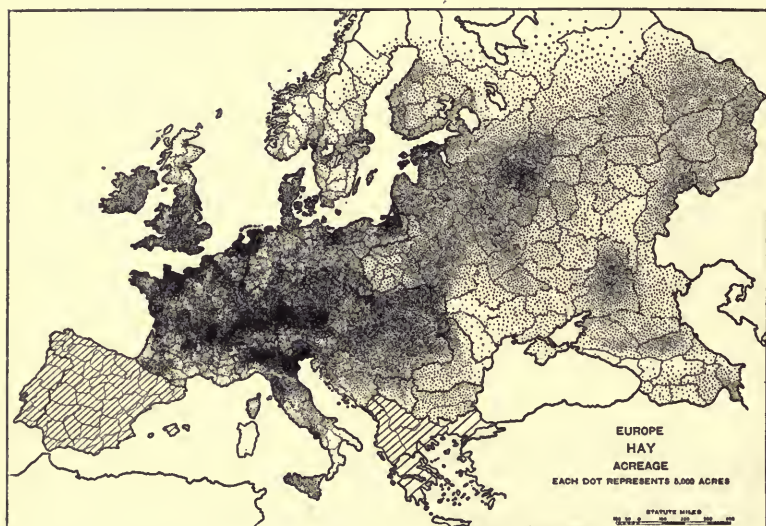 EUROPE
HAY
ACREAGE
EACH DOT REPRESENTS 5,000 ACRES
STATUTE MILES